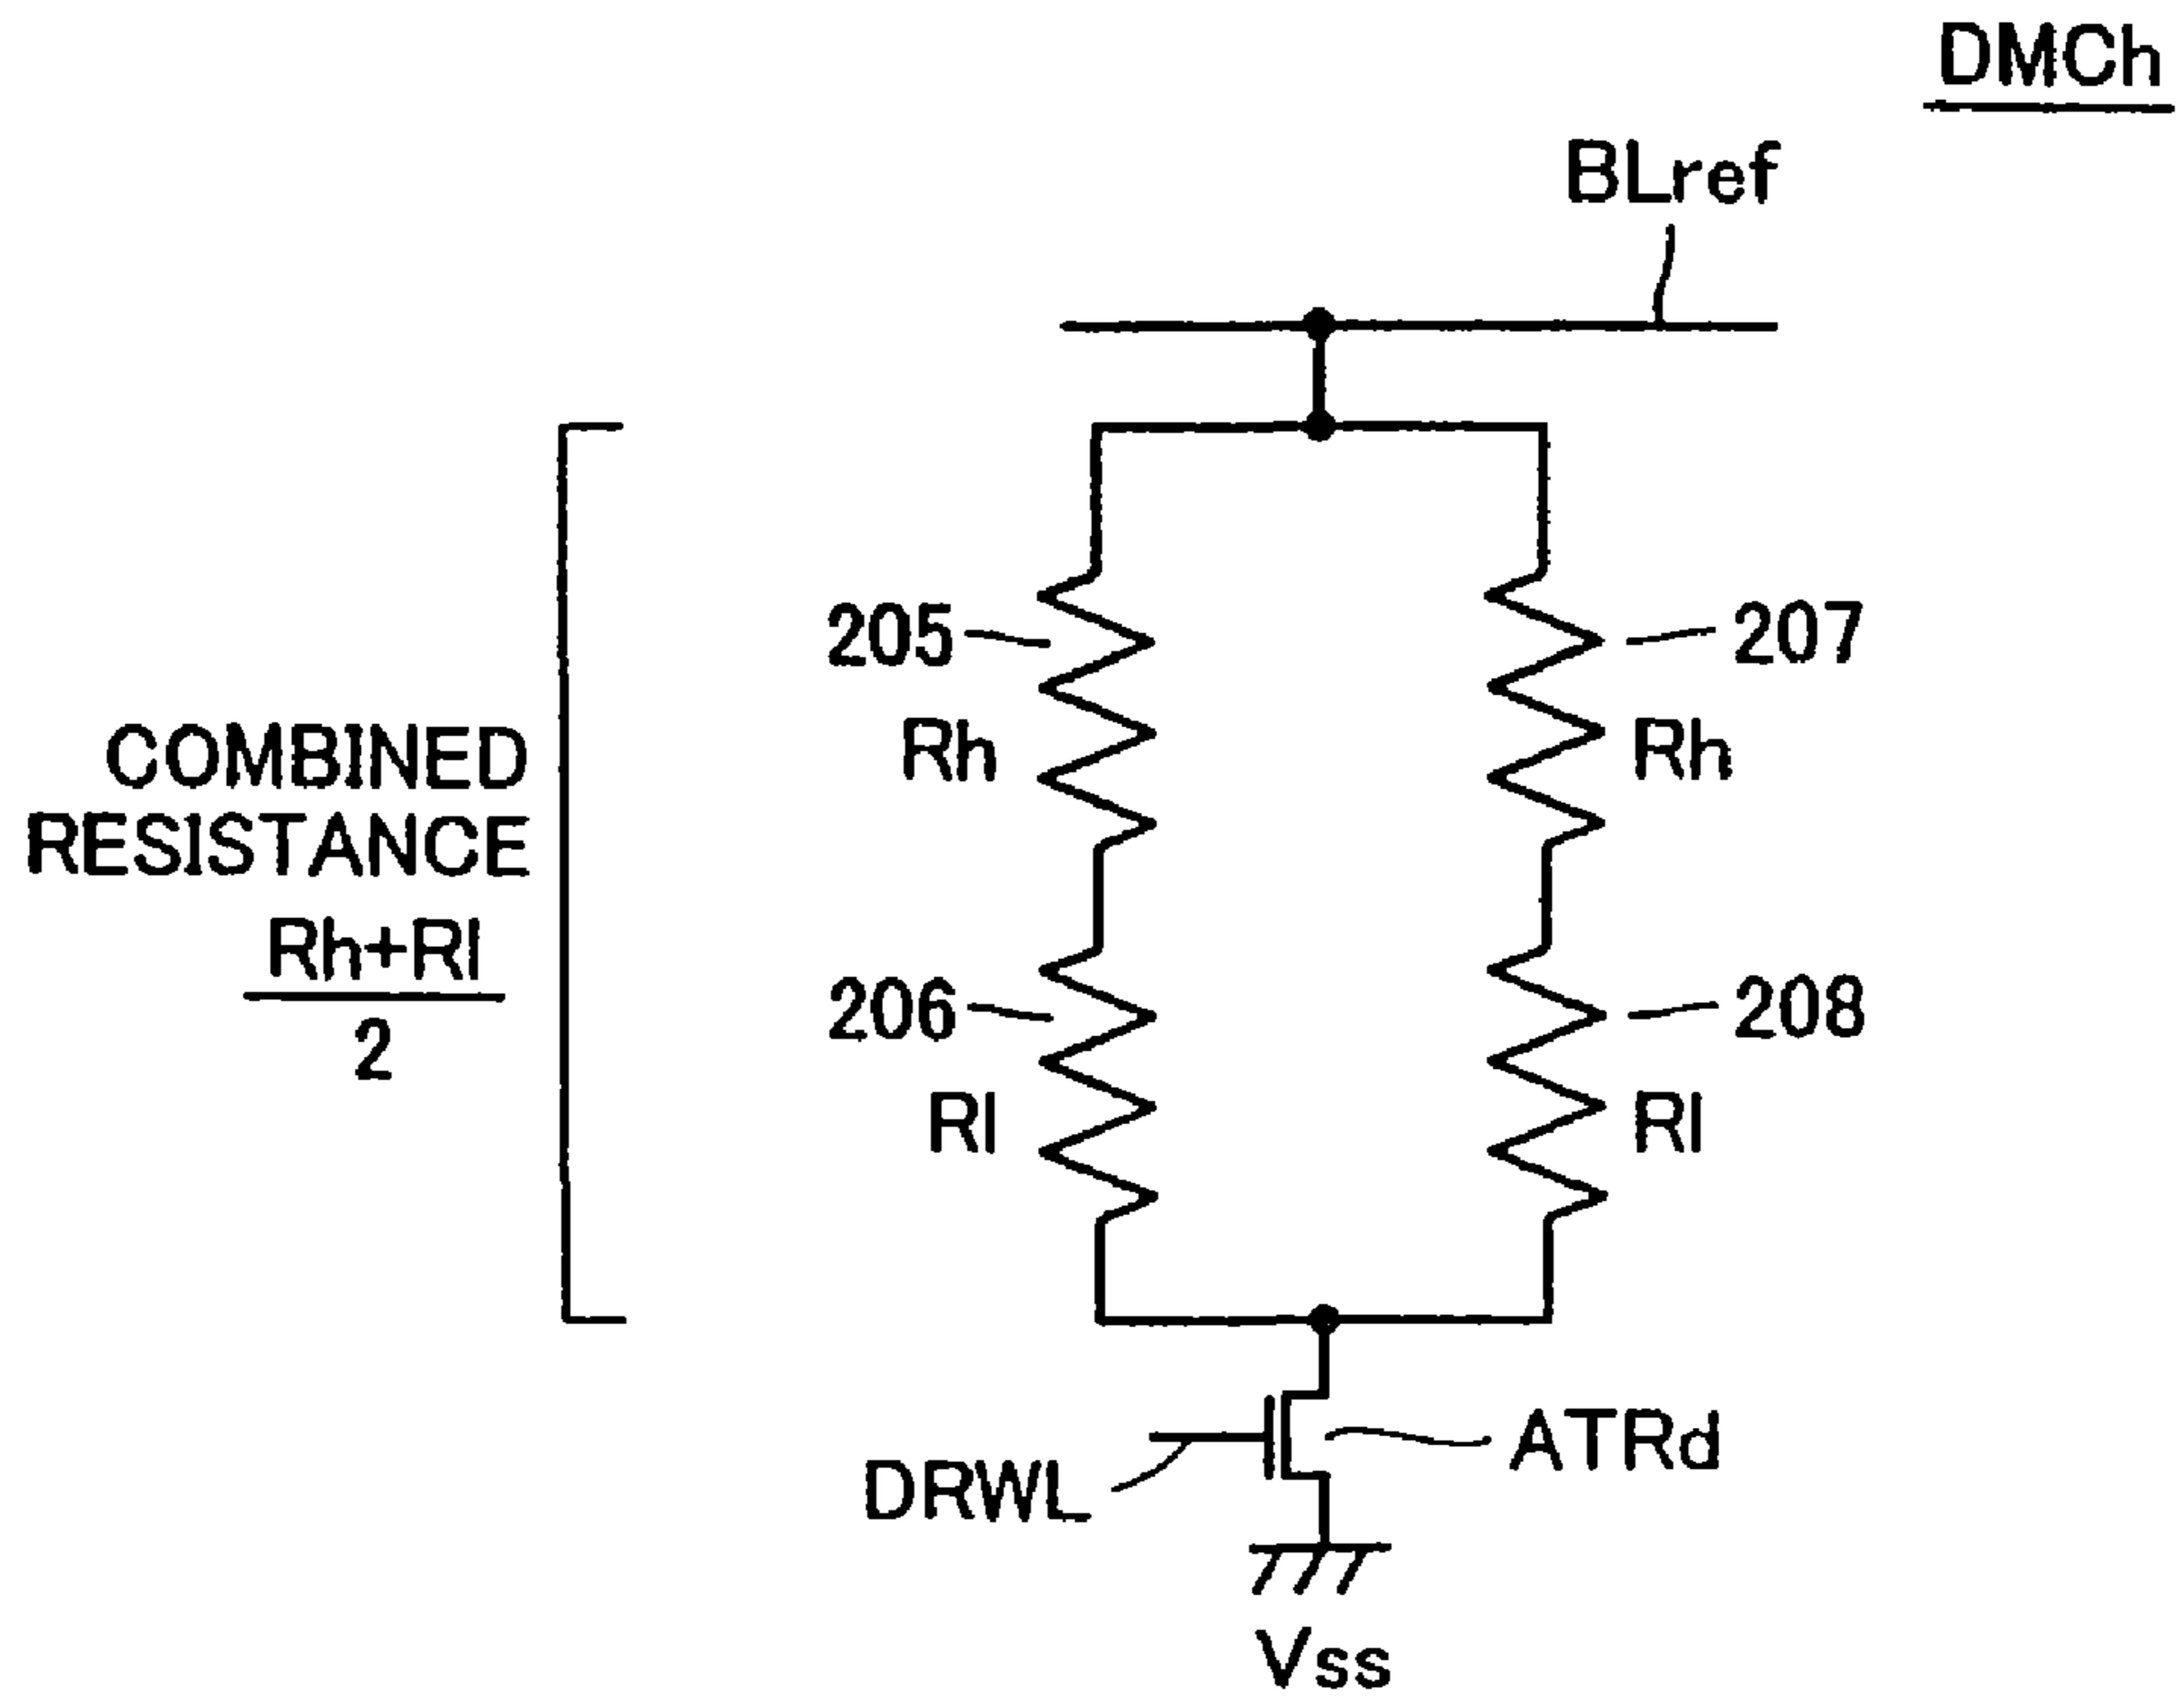 DMCh
BLref
205
207
Rh
Rh
COMBINED
RESISTANCE
Rh+Rl
2
206
208
Rl
Rl
DRWL
ATRd
Vss